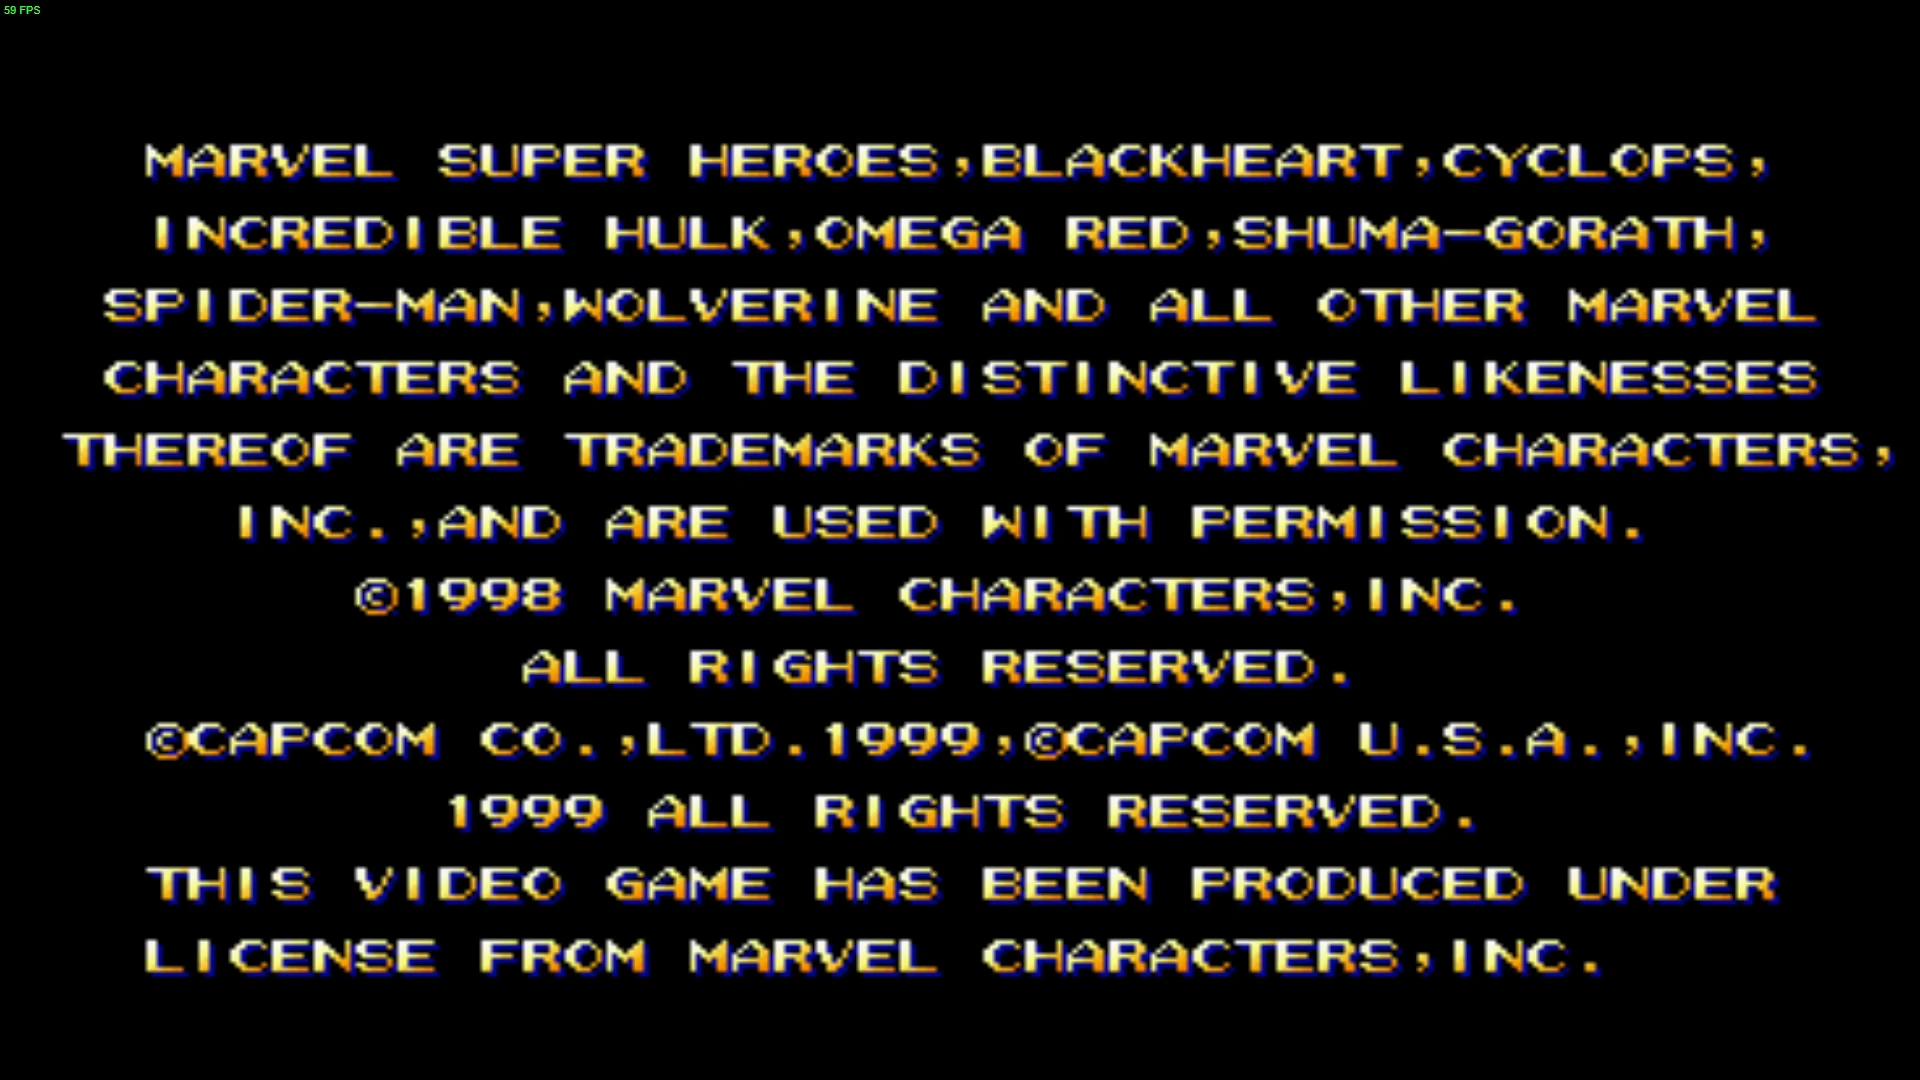 59 FPS
MARVEL SUPER HEROES,BLACKHEART,CYCLOPS,
INCREDIBLE HULK,OMEGA RED,SHUMA-GORATH,
SPIDER-MAN,WOLVERINE AND ALL OTHER MARVEL
CHARACTERS AND THE DISTINCTIVE LIKENESSES
THEREOF ARE TRADEMARKS OF MARVEL CHARACTERS,
INC.,AND ARE USED WITH PERMISSION.
©1998 MARVEL CHARACTERS,INC.
ALL RIGHTS RESERVED.
©CAPCOM CO.,LTD.1999,©CAPCOM U.S.A.,INC.
1999 ALL RIGHTS RESERVED.
THIS VIDEO GAME HAS BEEN PRODUCED UNDER
LICENSE FROM MARVEL CHARACTERS,INC.